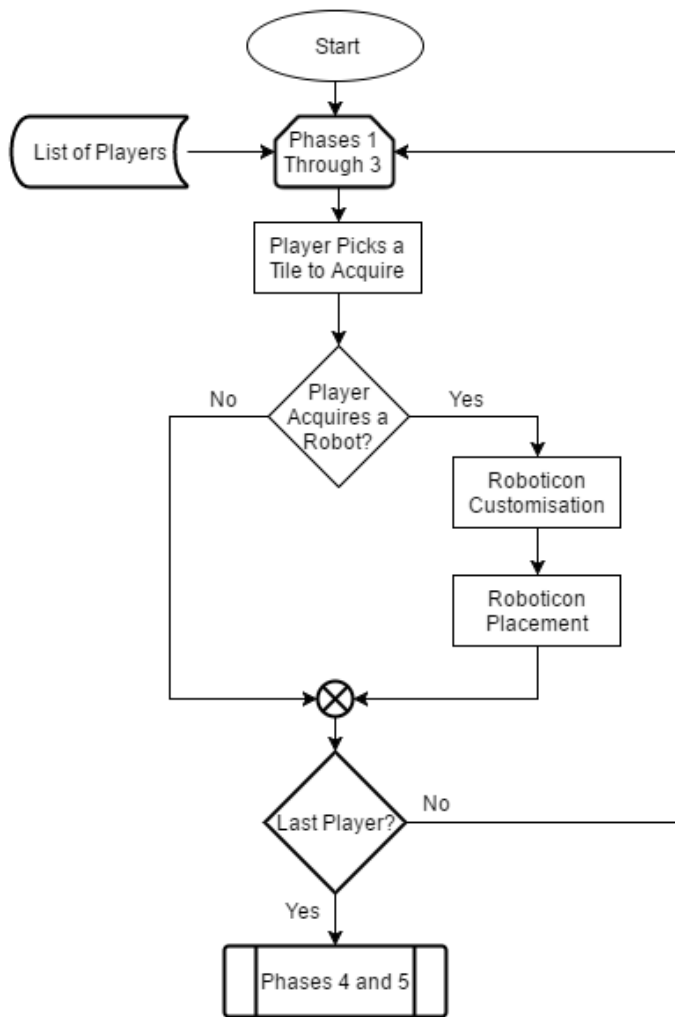 Start
List of Players
Phases 1
Through 3
Player Picks a
Tile to Acquire
Player
Acquires a
Robot?
No
Yes
Roboticon
Customisation
Roboticon
Placement
Last Player?
No
Yes
Phases 4 and 5